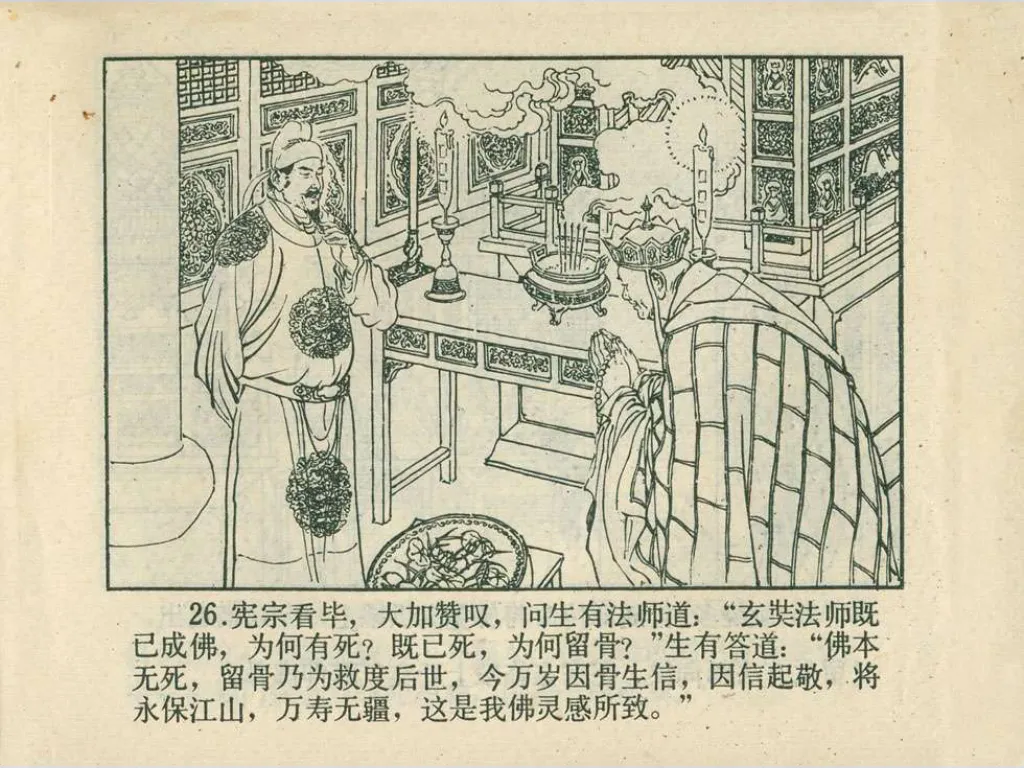 26.宪宗看毕，大加赞叹，问生有法师道：“玄奘法师既
已成佛，为何有死？既已死，为何留骨？”生有答道：“佛本
无死，留骨乃为救度后世，今万岁因骨生信，因信起敬，将
永保江山，万寿无疆，这是我佛灵感所致。”